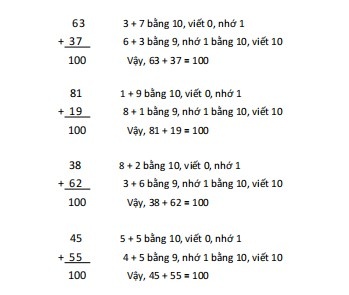 63 3 + 7 bằng 10, viết 0, nhớ 1
+ 37 6 + 3 bằng 9, nhớ 1 bằng 10, viết 10
100 Vậy, 63 + 37 = 100
81 1 + 9 bằng 10, viết 0, nhớ 1
+ 19 8 + 1 bằng 9, nhớ 1 bằng 10, viết 10
100 Vậy, 81 + 19 = 100
38 8 + 2 bằng 10, viết 0, nhớ 1
+ 62 3 + 6 bằng 9, nhớ 1 bằng 10, viết 10
100 Vậy, 38 + 62 = 100
45 5 + 5 bằng 10, viết 0, nhớ 1
+ 55 4 + 5 bằng 9, nhớ 1 bằng 10, viết 10
100 Vậy, 45 + 55 = 100